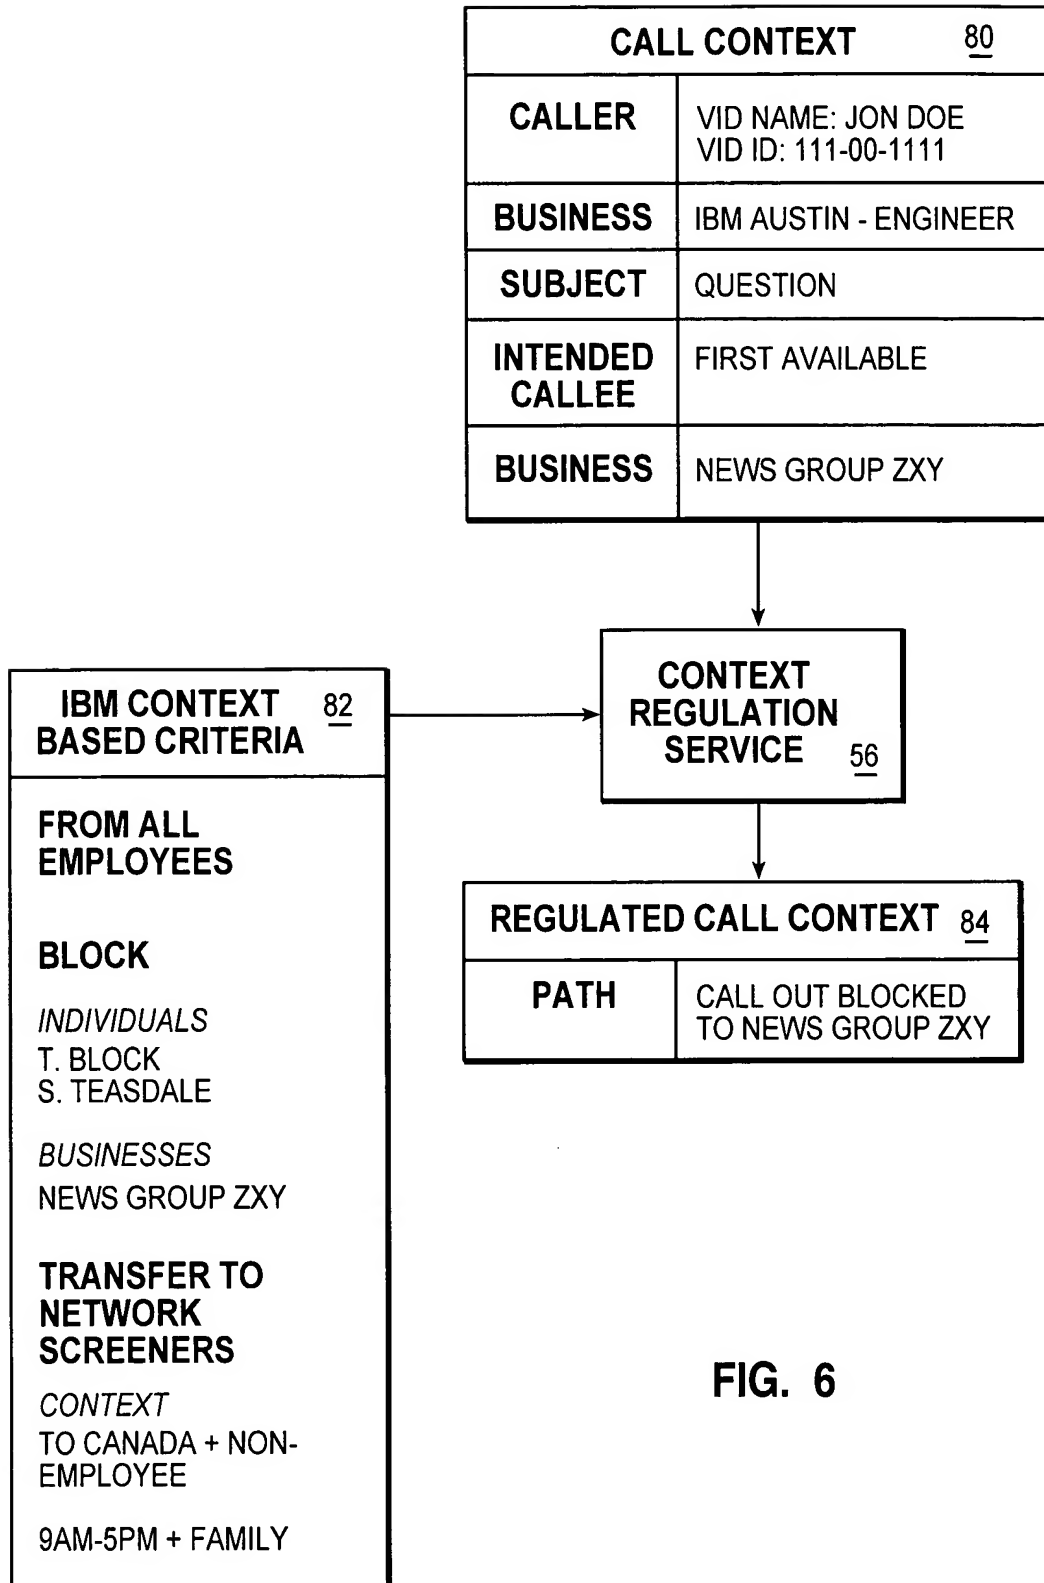 CALL CONTEXT 80
CALLER
VID NAME: JON DOE
VID ID: 111-00-1111
BUSINESS
IBM AUSTIN - ENGINEER
SUBJECT
QUESTION
INTENDED
CALLEE
FIRST AVAILABLE
BUSINESS
NEWS GROUP ZXY
IBM CONTEXT 82
BASED CRITERIA
FROM ALL
EMPLOYEES
BLOCK
INDIVIDUALS
T. BLOCK
S. TEASDALE
BUSINESSES
NEWS GROUP ZXY
TRANSFER TO
NETWORK
SCREENERS
CONTEXT
TO CANADA + NON-
EMPLOYEE
9AM-5PM + FAMILY
CONTEXT
REGULATION
SERVICE 56
REGULATED CALL CONTEXT 84
PATH
CALL OUT BLOCKED
TO NEWS GROUP ZXY
FIG. 6